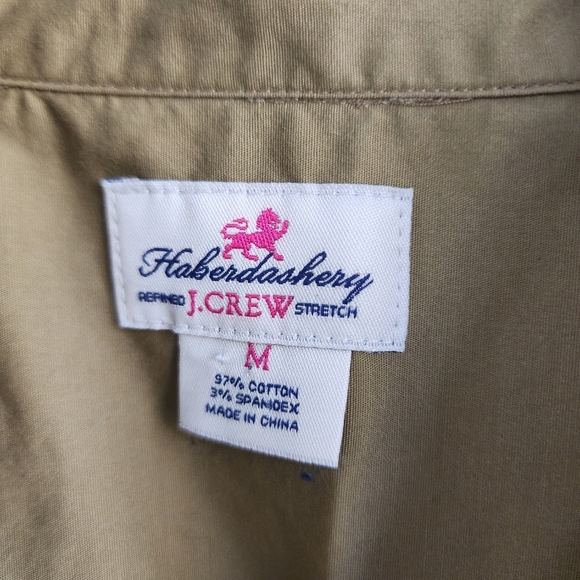 Haberdashery
REFINED J.CREW STRETCH
M
97% COTTON
3% SPANDEX
MADE IN CHINA